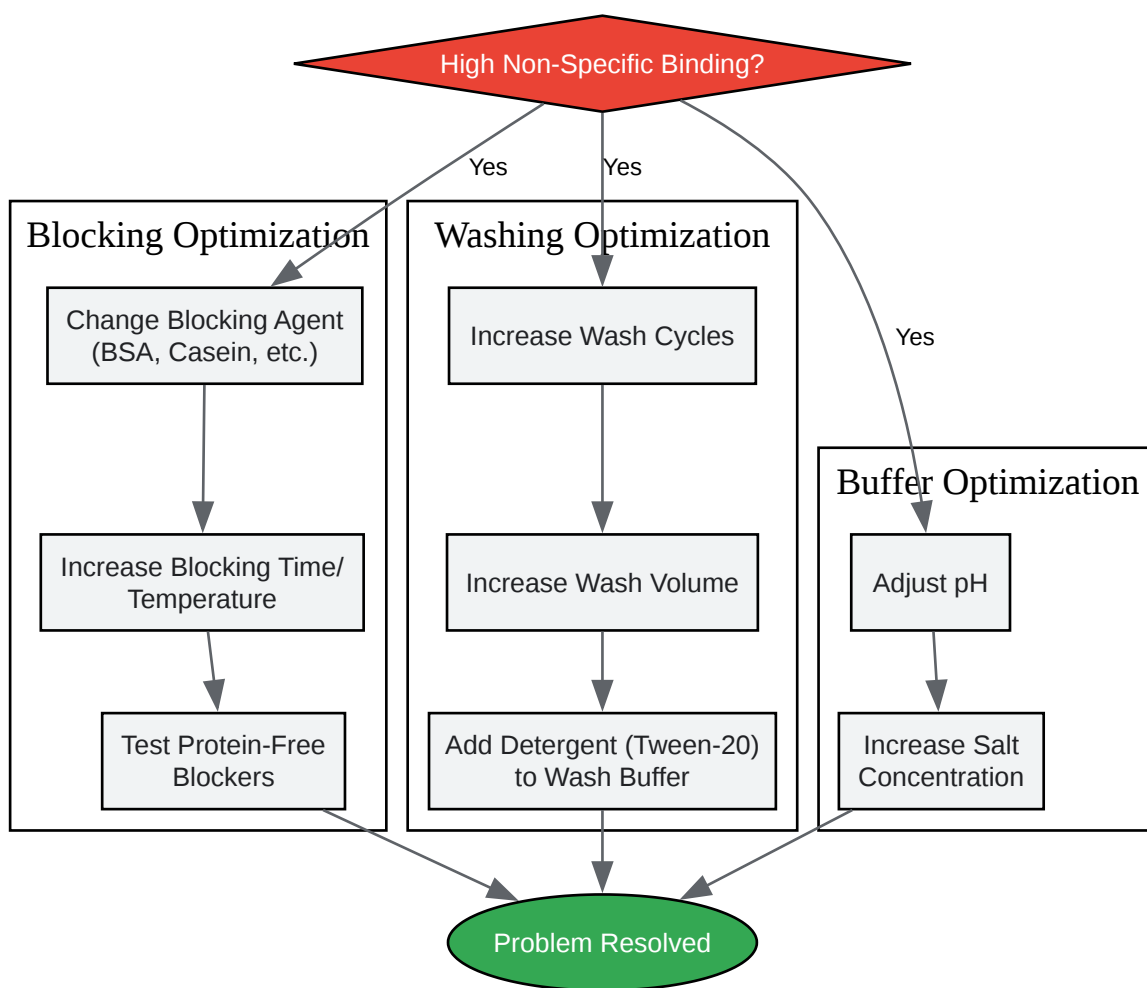 High Non-Specific Binding?
Yes
Yes
Yes
Blocking Optimization
Change Blocking Agent
(BSA, Casein, etc.)
Increase Blocking Time/
Temperature
Test Protein-Free
Blockers
Washing Optimization
Increase Wash Cycles
Increase Wash Volume
Add Detergent (Tween-20)
to Wash Buffer
Buffer Optimization
Adjust pH
Increase Salt
Concentration
Problem Resolved